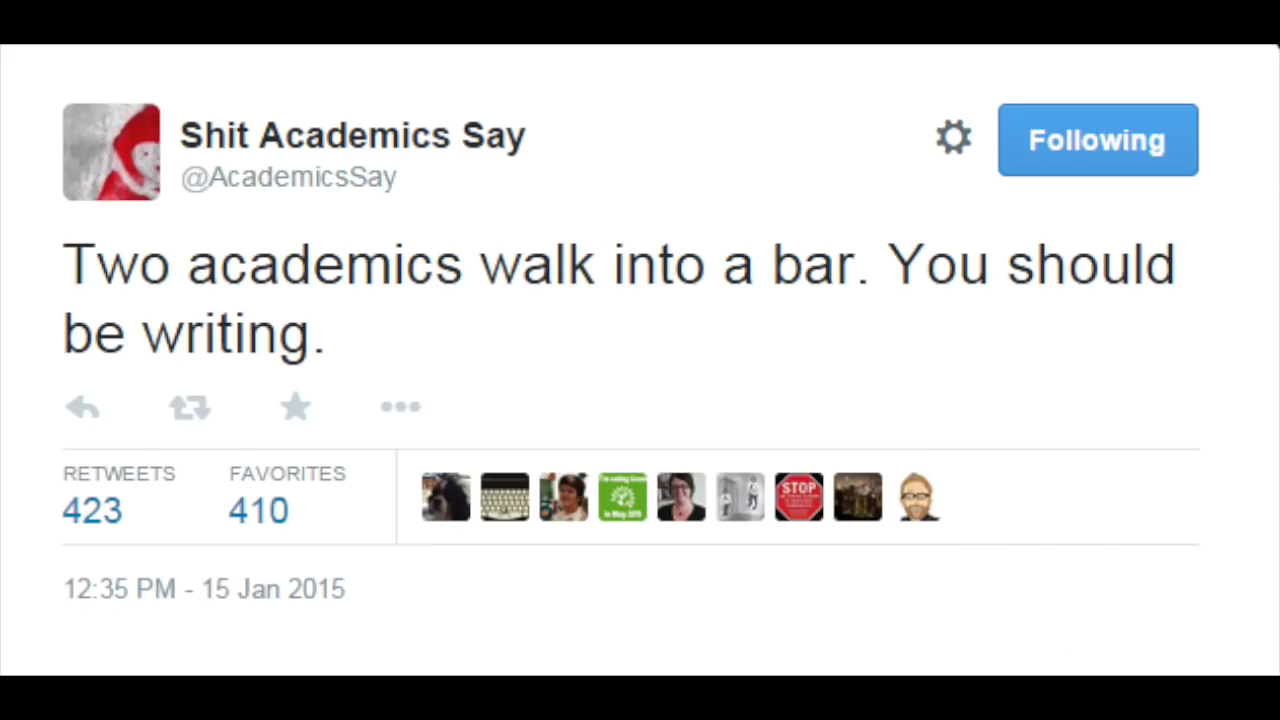 Shit Academics Say
@AcademicsSay
Following
Two academics walk into a bar. You should
be writing.
RETWEETS FAVORITES
423 410
STOP
12:35 PM - 15 Jan 2015